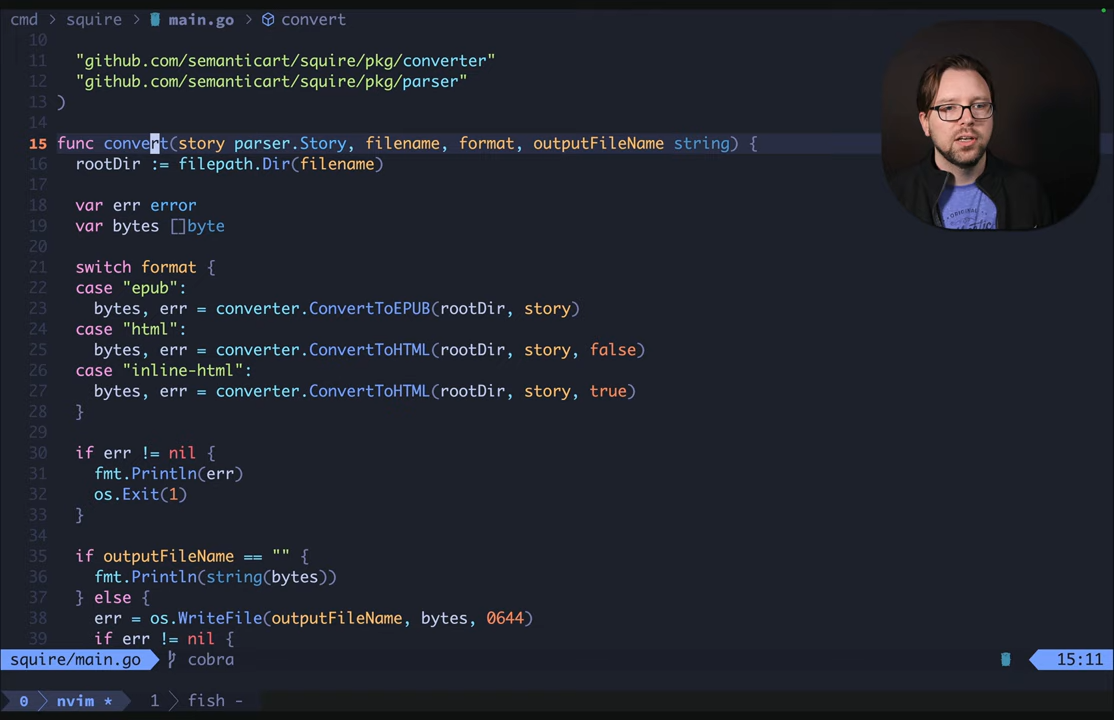 cmd > squire > main.go > convert
10
11 "github.com/semanticart/squire/pkg/converter"
12 "github.com/semanticart/squire/pkg/parser"
13 )
14
15 func convert(story parser.Story, filename, format, outputFileName string) {
16 rootDir := filepath.Dir(filename)
17
18 var err error
19 var bytes []byte
20
21 switch format {
22 case "epub":
23 bytes, err = converter.ConvertToEPUB(rootDir, story)
24 case "html":
25 bytes, err = converter.ConvertToHTML(rootDir, story, false)
26 case "inline-html":
27 bytes, err = converter.ConvertToHTML(rootDir, story, true)
28 }
29
30 if err != nil {
31 fmt.Println(err)
32 os.Exit(1)
33 }
34
35 if outputFileName == "" {
36 fmt.Println(string(bytes))
37 } else {
38 err = os.WriteFile(outputFileName, bytes, 0644)
39 if err != nil {
squire/main.go cobra 15:11
0 nvim * 1 fish -